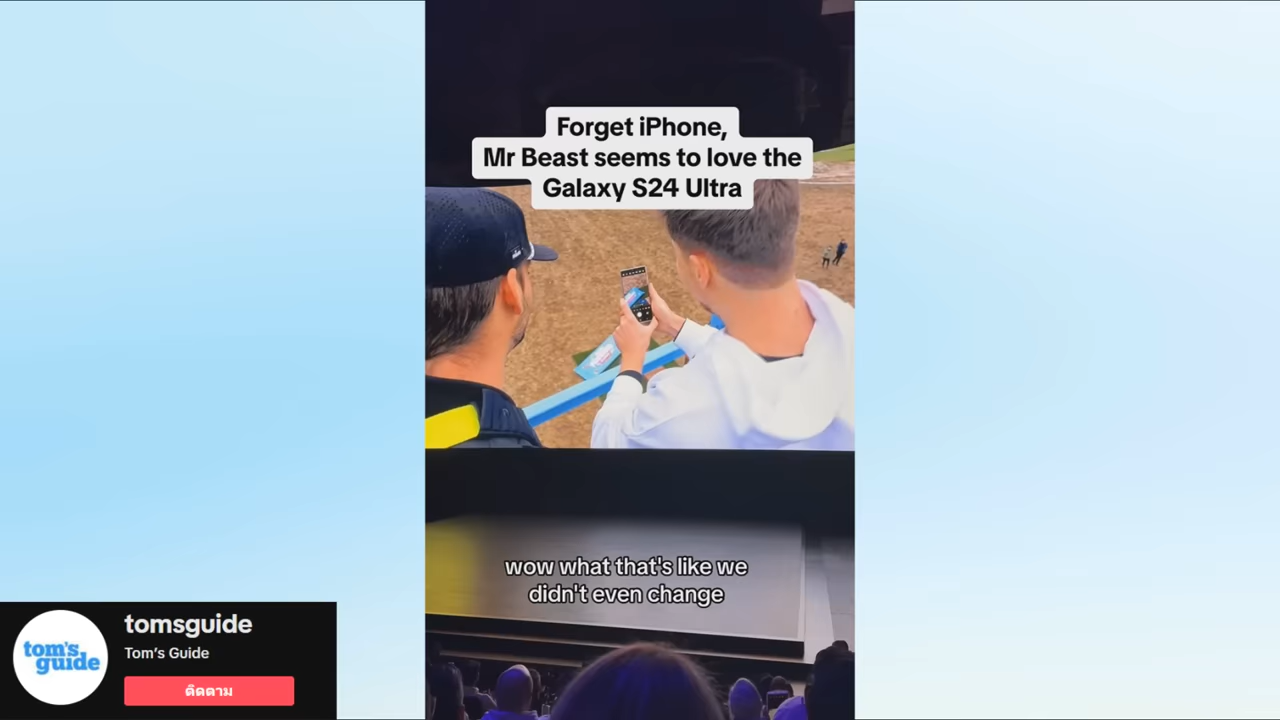 Forget iPhone,
Mr Beast seems to love the
Galaxy S24 Ultra
wow what that's like we
didn't even change
tom's
guide
tomsguide
Tom's Guide
ติดตาม